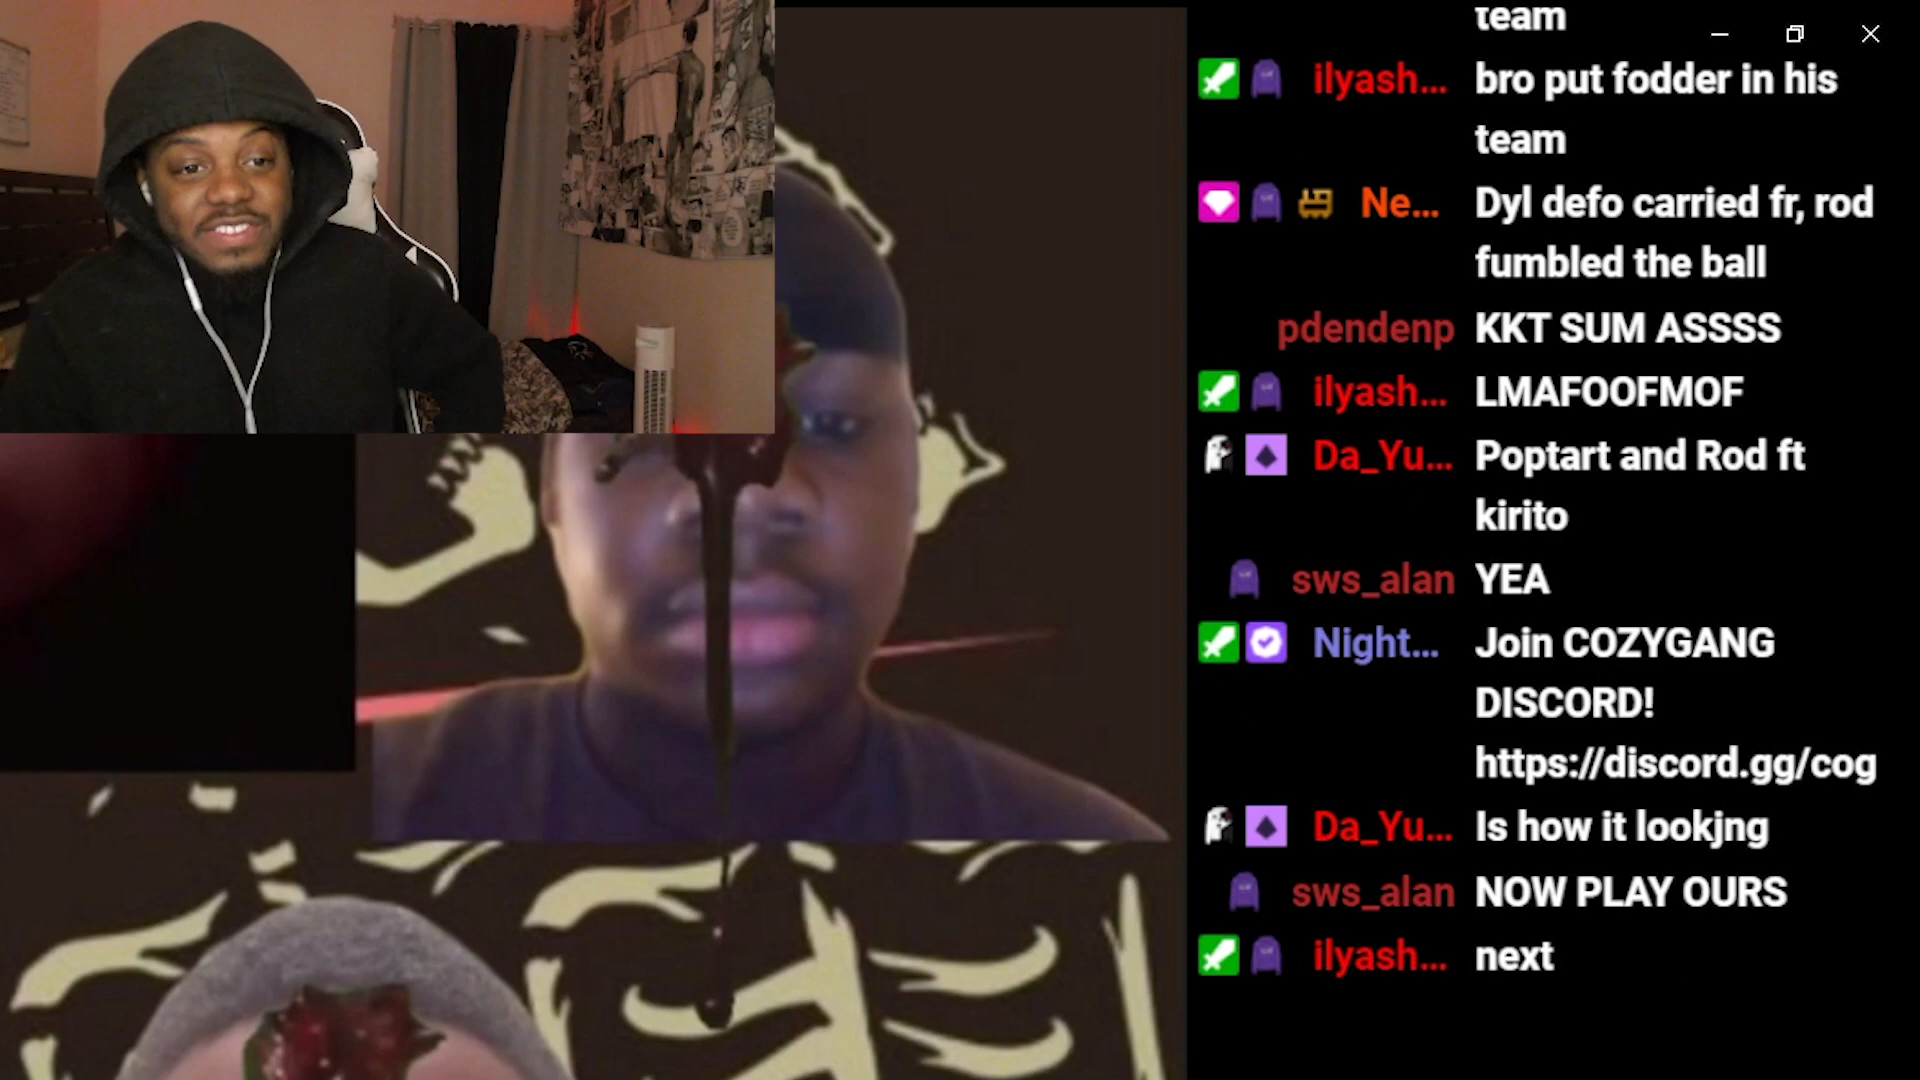 team
ilyash... bro put fodder in his
team
Ne... Dyl defo carried fr, rod
fumbled the ball
pdendenp KKT SUM ASSSS
ilyash... LMAFOOFMOF
Da_Yu... Poptart and Rod ft
kirito
sws_alan YEA
Night... Join COZYGANG
DISCORD!
https://discord.gg/cog
Da_Yu... Is how it lookjng
sws_alan NOW PLAY OURS
ilyash... next